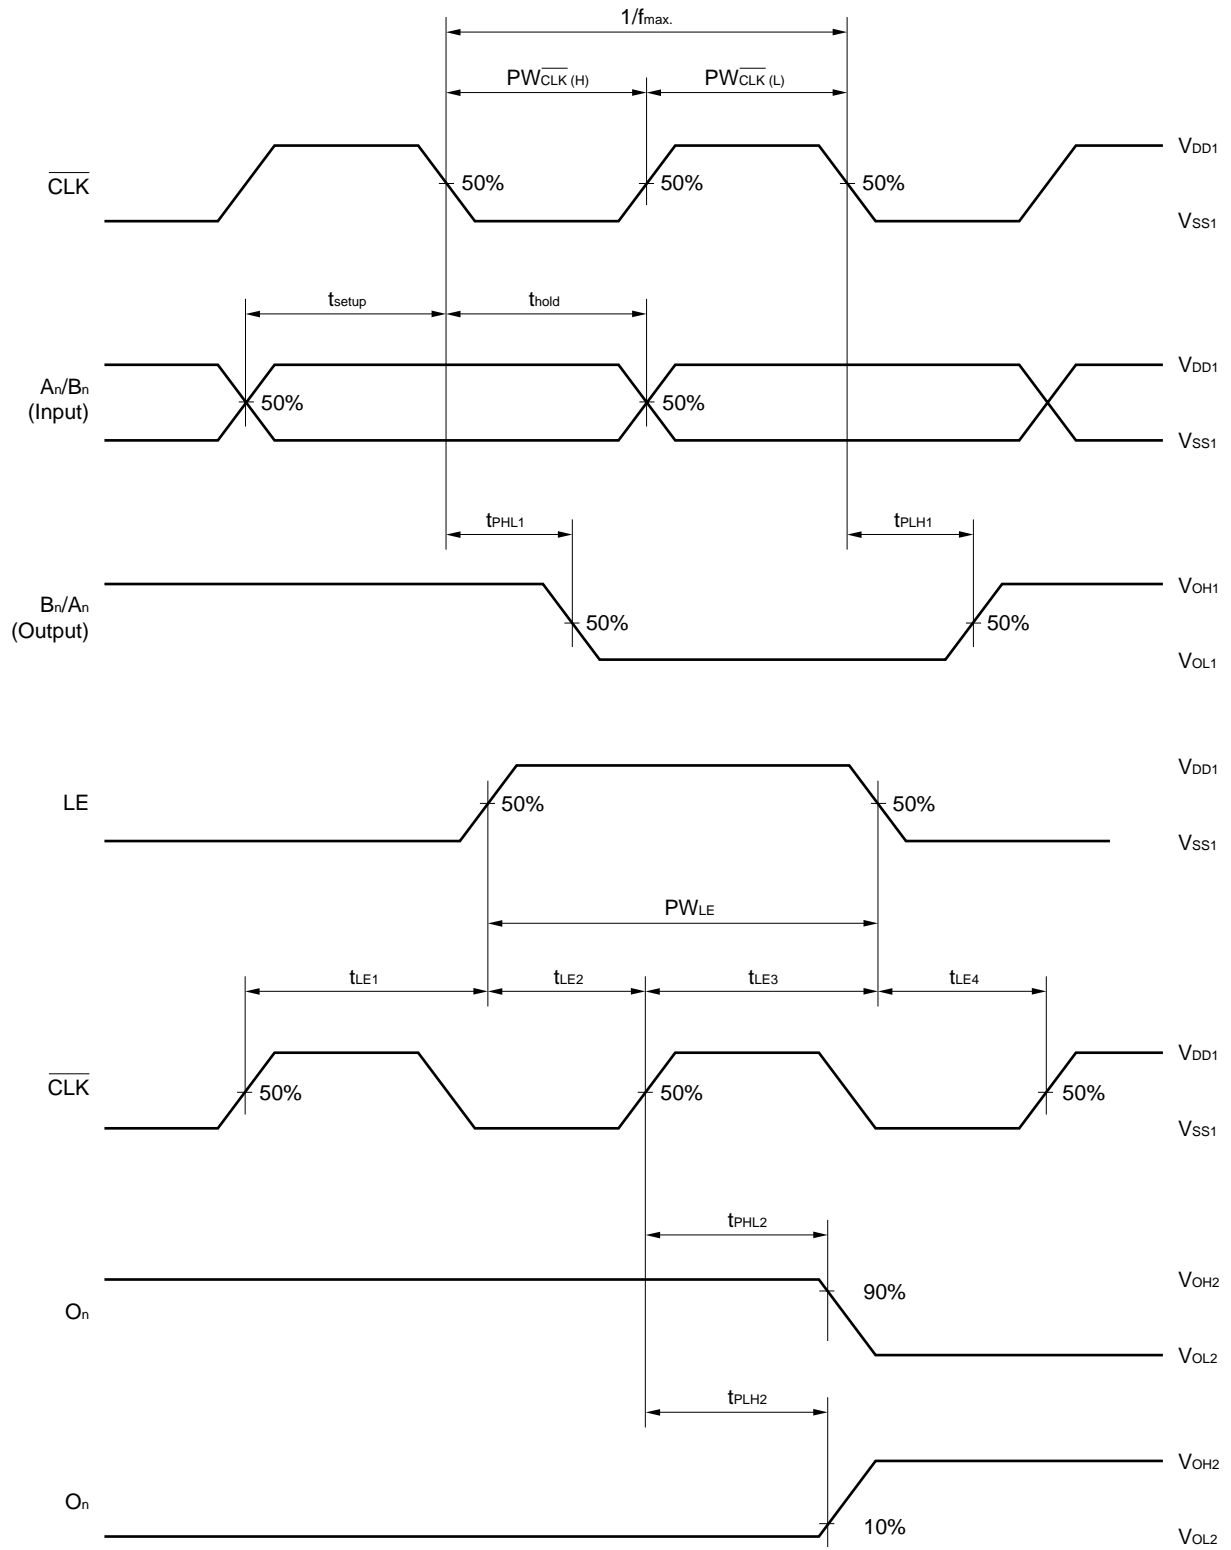 1/fmax.
PWCLK (H) PWCLK (L)
VDD1
CLK 50% 50% 50%
VSS1
tsetup thold
VDD1
An/Bn
(Input) 50% 50%
VSS1
tPHL1 tPLH1
VOH1
Bn/An
(Output) 50% 50%
VOL1
VDD1
LE 50% 50%
VSS1
PWLE
tLE1 tLE2 tLE3 tLE4
VDD1
CLK 50% 50% 50%
VSS1
tPHL2
VOH2
On 90%
VOL2
tPLH2
VOH2
On
10% VOL2